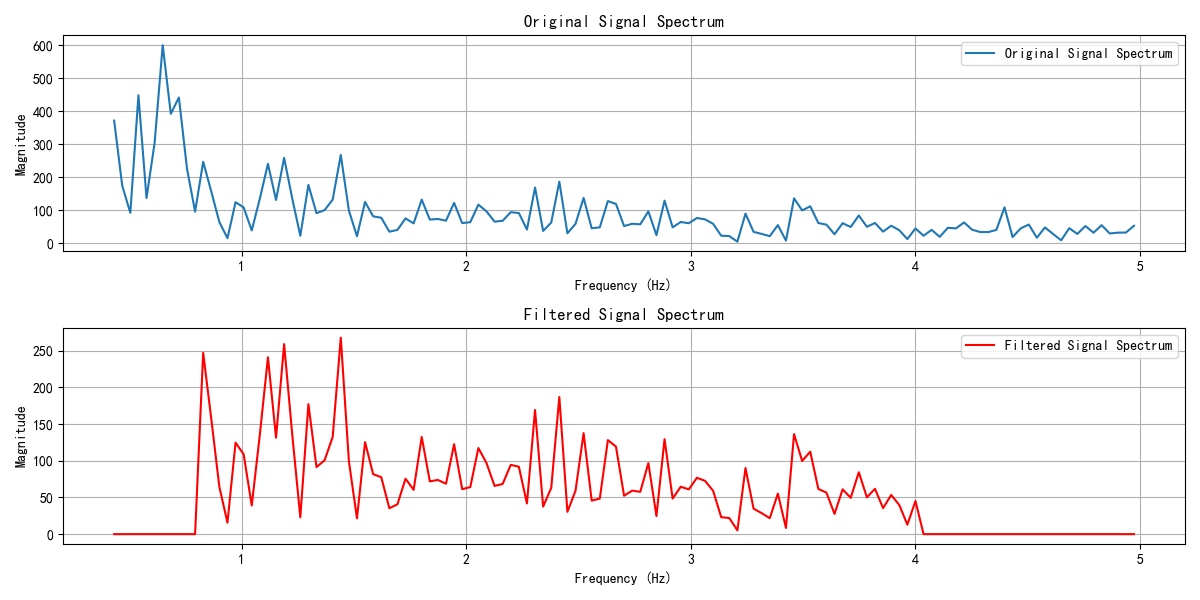 Original Signal Spectrum
Original Signal Spectrum
600
500
400
300
200
100
0
Magnitude
1 2 3 4 5
Frequency (Hz)
Filtered Signal Spectrum
Filtered Signal Spectrum
250
200
150
100
50
0
Magnitude
1 2 3 4 5
Frequency (Hz)